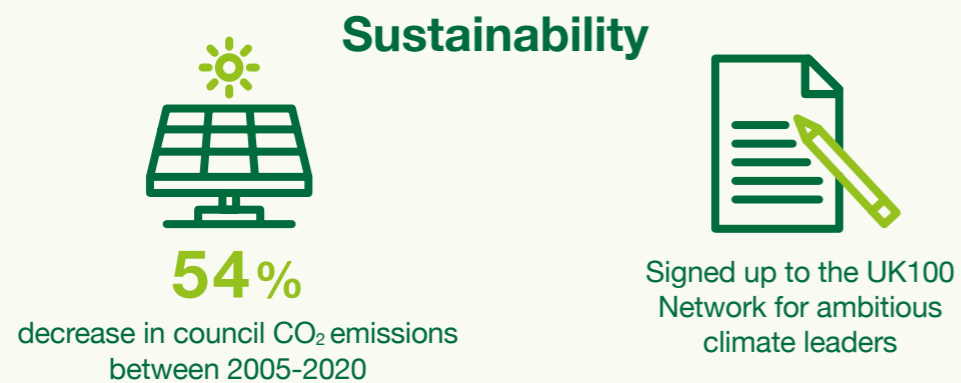 Sustainability
54%
decrease in council CO₂ emissions
between 2005-2020
Signed up to the UK100
Network for ambitious
climate leaders